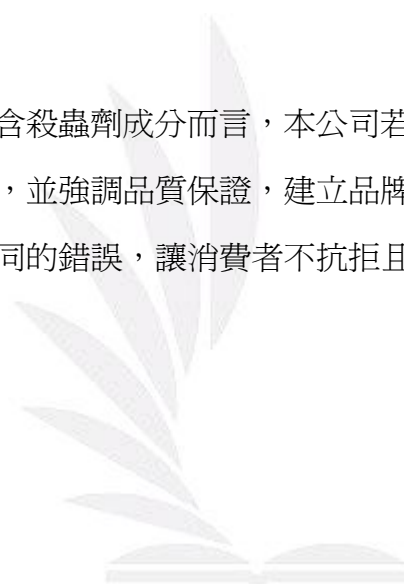 含殺蟲劑成分而言，本公司若
，並強調品質保證，建立品牌
同的錯誤，讓消費者不抗拒且